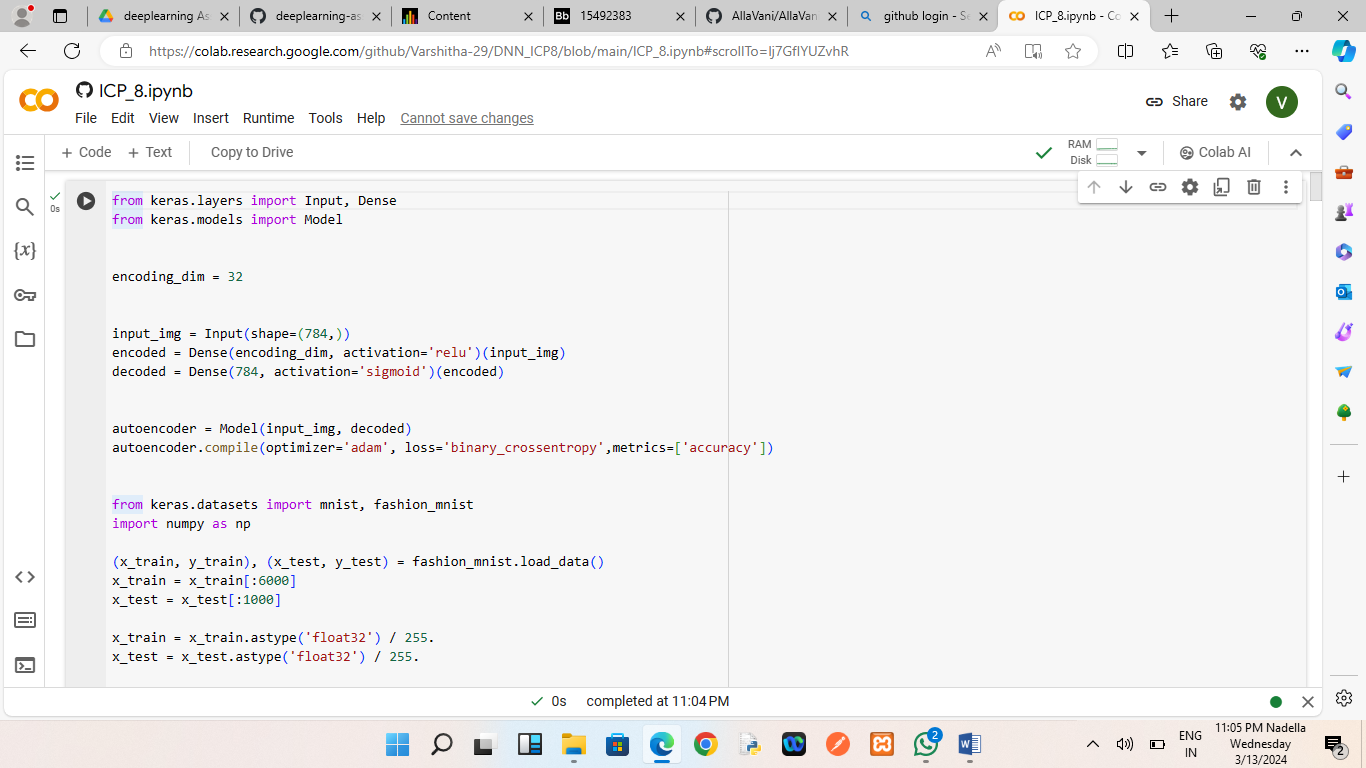 deeplearning As
deeplearning-as
Content
Bb 15492383
AllaVani/AllaVan
github login - Se
ICP_8.ipynb - Co
https://colab.research.google.com/github/Varshitha-29/DNN_ICP8/blob/main/ICP_8.ipynb#scrollTo=Ij7GflYUZvhR
CO
ICP_8.ipynb
Share
V
File Edit View Insert Runtime Tools Help Cannot save changes
+ Code + Text Copy to Drive
RAM
Disk
Colab AI
0s
from keras.layers import Input, Dense
from keras.models import Model
encoding_dim = 32
input_img = Input(shape=(784,))
encoded = Dense(encoding_dim, activation='relu')(input_img)
decoded = Dense(784, activation='sigmoid')(encoded)
autoencoder = Model(input_img, decoded)
autoencoder.compile(optimizer='adam', loss='binary_crossentropy',metrics=['accuracy'])
from keras.datasets import mnist, fashion_mnist
import numpy as np
(x_train, y_train), (x_test, y_test) = fashion_mnist.load_data()
x_train = x_train[:6000]
x_test = x_test[:1000]
x_train = x_train.astype('float32') / 255.
x_test = x_test.astype('float32') / 255.
{x}
<>
0s completed at 11:04 PM
2
ENG
IN
11:05 PM Nadella
Wednesday
3/13/2024
2